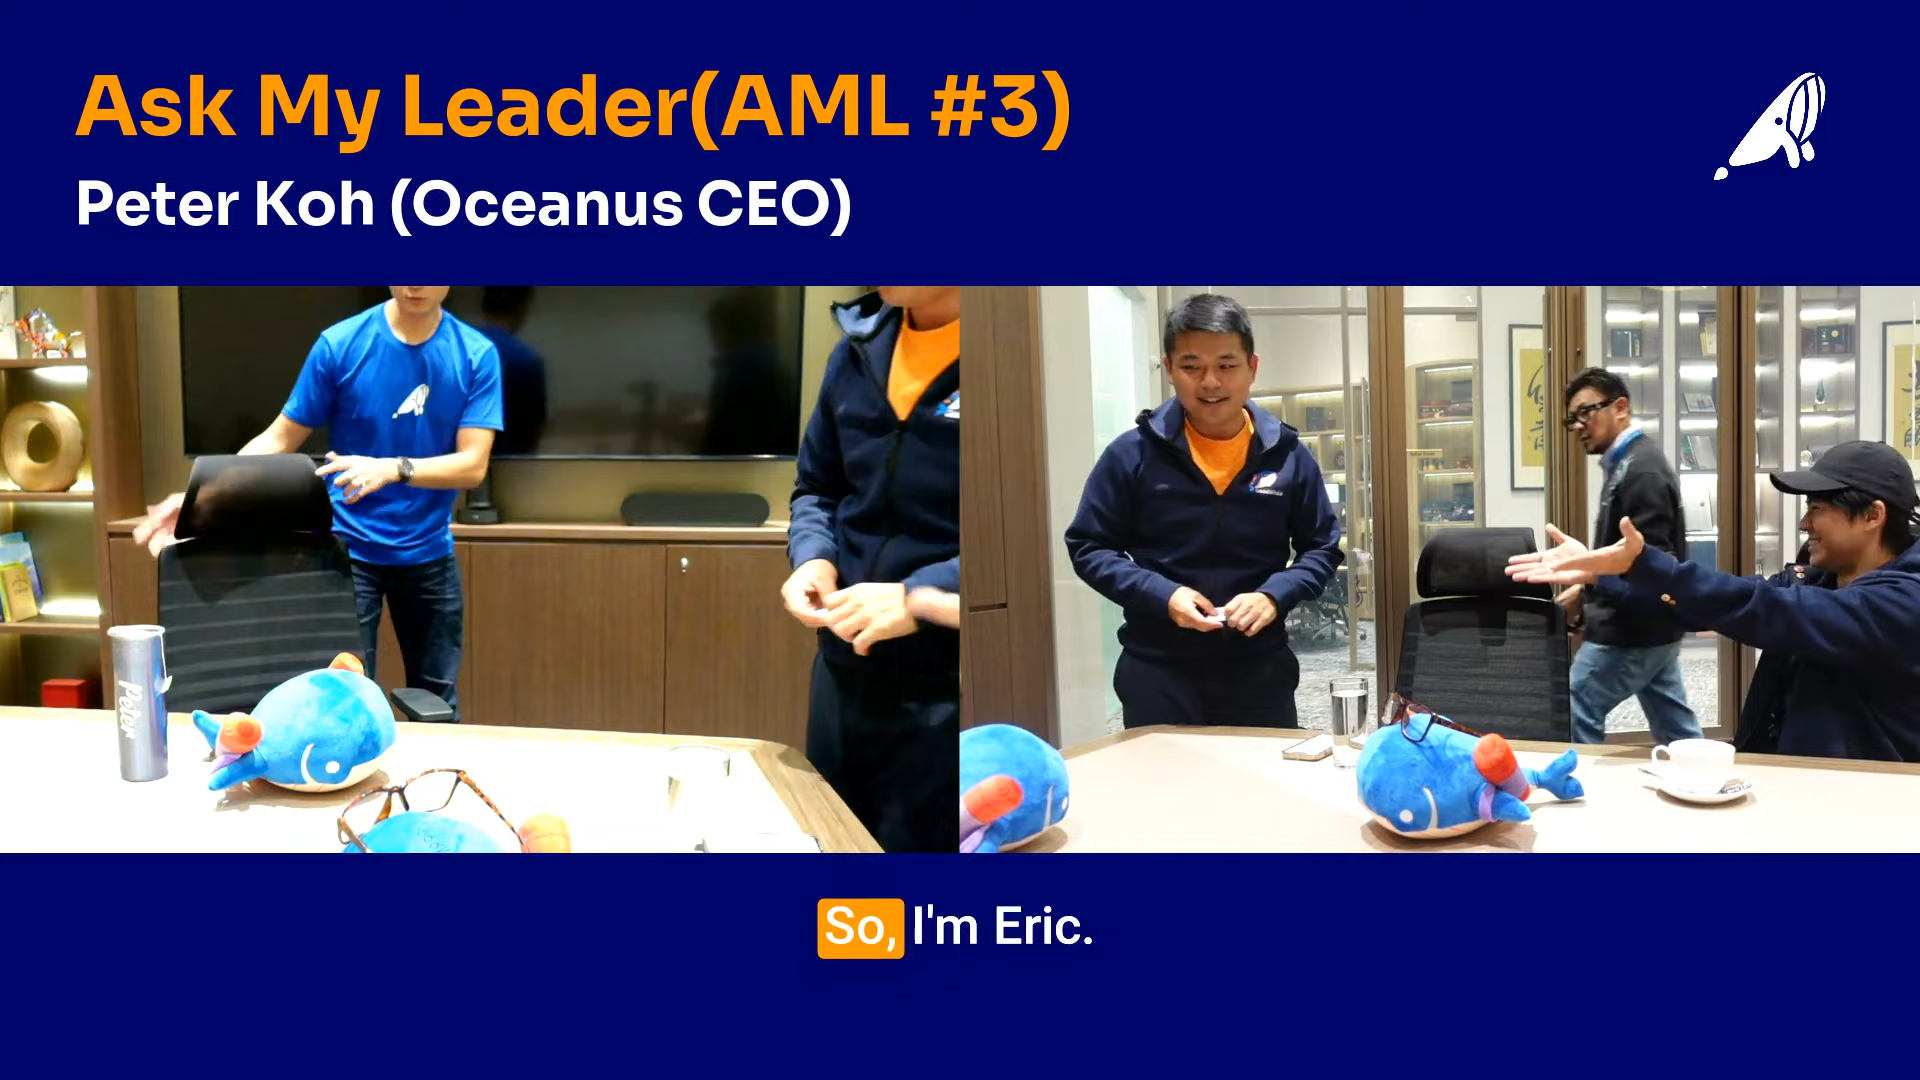 Ask My Leader(AML #3)
Peter Koh (Oceanus CEO)
Peter
So, I'm Eric.